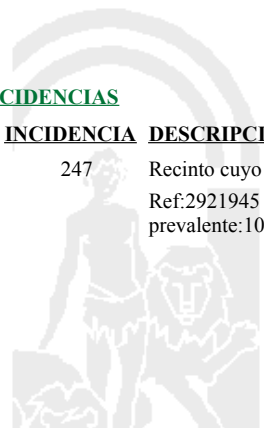 CIDENCIAS
INCIDENCIA DESCRIPCI
247 Recinto cuyo
Ref:2921945
prevalente:10